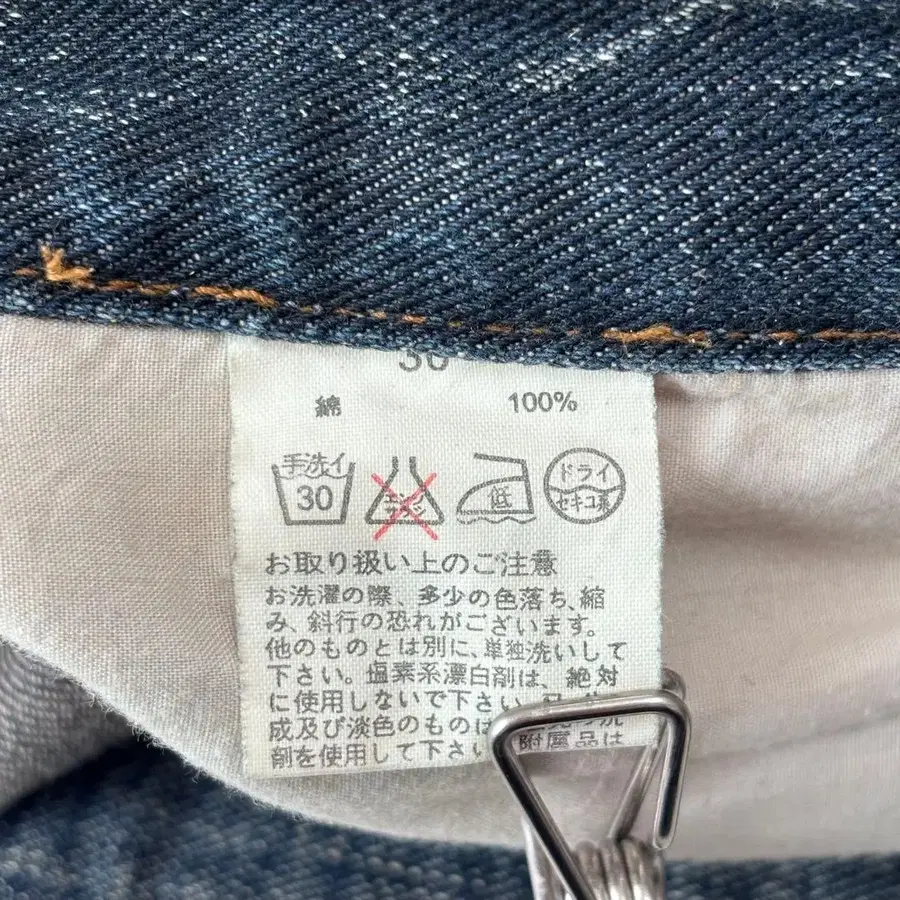 30
綿 100%
手洗イ 30 エンソ サラシ 低 ドライ セキユ系
お取り扱い上のご注意
お洗濯の際、多少の色落ち、縮
み、斜行の恐れがございます。
他のものとは別に、単独洗いして
下さい。塩素系漂白剤は、絶対
に使用しないで下さい。
成及び淡色のものは
剤を使用して下さい 附属品は